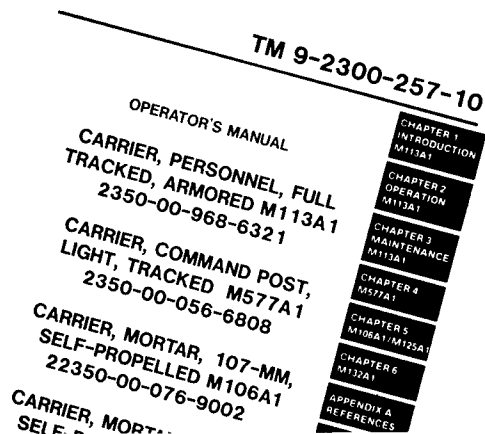 TM 9-2300-257-10
OPERATOR'S MANUAL
CARRIER, PERSONNEL, FULL
TRACKED, ARMORED M113A1
2350-00-968-6321
CARRIER, COMMAND POST,
LIGHT, TRACKED M577A1
2350-00-056-6808
CARRIER, MORTAR, 107-MM,
SELF-PROPELLED M106A1
22350-00-076-9002
CARRIER,
CHAPTER 1
INTRODUCTION
M113A1
CHAPTER 2
OPERATION
M113A1
CHAPTER 3
MAINTENANCE
M113A1
CHAPTER 4
M577A1
CHAPTER 5
M106A1/M125A1
CHAPTER 6
M132A1
APPENDIX A
REFERENCES